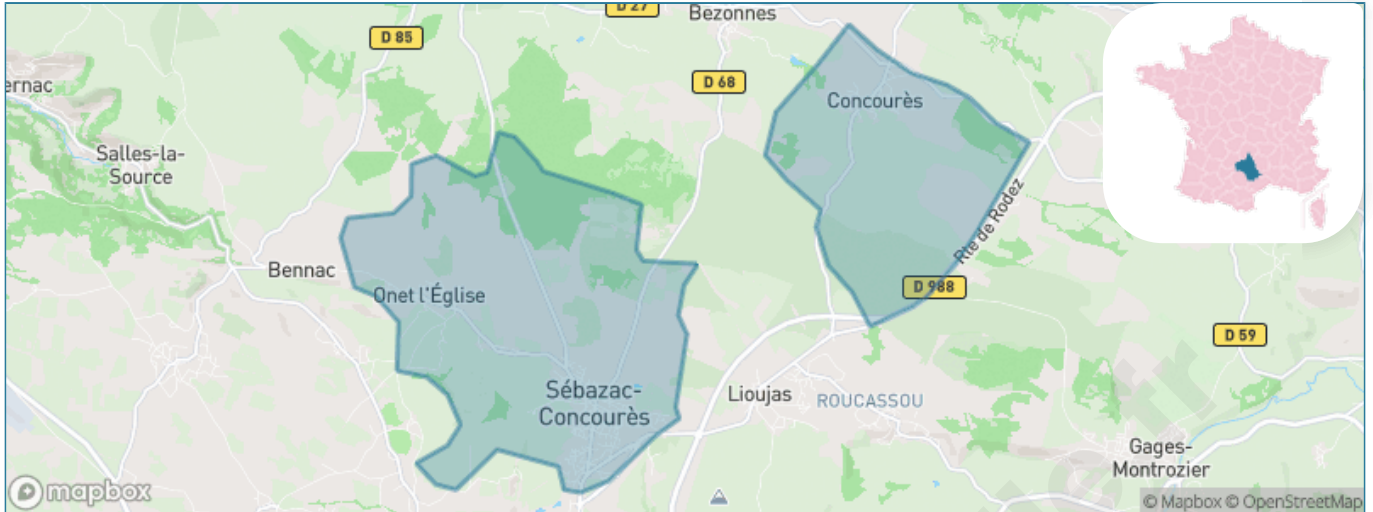 D 27
Bezonnes
D 85
D 68
ernac
Concourès
Salles-la-
Source
Rte de Rodez
Bennac
Onet l'Église
D 988
D 59
Sébazac-
Concourès
Lioujas
ROUCASSOU
Gages-
Montrozier
mapbox
© Mapbox © OpenStreetMap